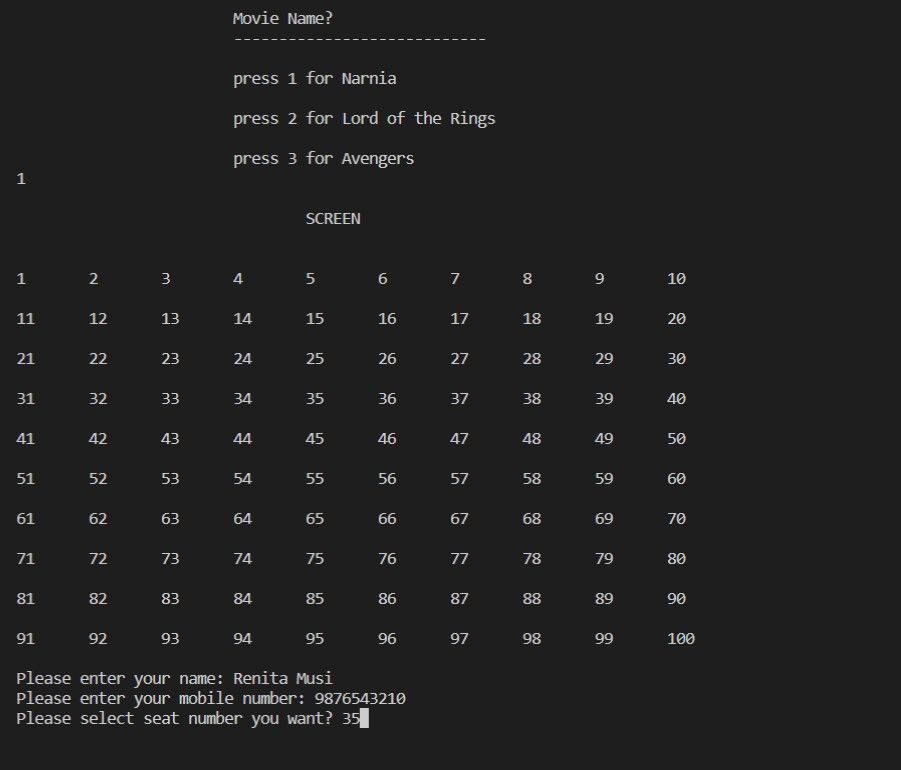 Movie Name?
----------------------------
press 1 for Narnia
press 2 for Lord of the Rings
press 3 for Avengers
1
SCREEN
1 2 3 4 5 6 7 8 9 10
11 12 13 14 15 16 17 18 19 20
21 22 23 24 25 26 27 28 29 30
31 32 33 34 35 36 37 38 39 40
41 42 43 44 45 46 47 48 49 50
51 52 53 54 55 56 57 58 59 60
61 62 63 64 65 66 67 68 69 70
71 72 73 74 75 76 77 78 79 80
81 82 83 84 85 86 87 88 89 90
91 92 93 94 95 96 97 98 99 100
Please enter your name: Renita Musi
Please enter your mobile number: 9876543210
Please select seat number you want? 35